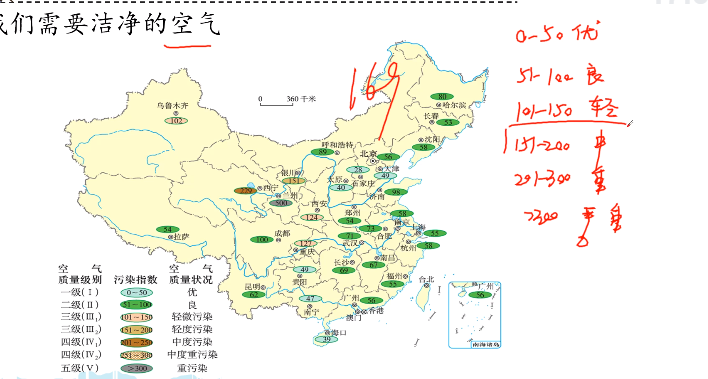 我们需要洁净的空气
0-50 优
51-100 良
101-150 轻
151-200 中
201-300 重
>300 严重
169
0 360千米
乌鲁木齐
102
80
哈尔滨
长春
53
沈阳
58
呼和浩特
89
北京
56
天津
49
28
石家庄
银川
151
太原
40
济南
98
西宁
229
兰州
500
西安
124
郑州
54
58
南京
上海
55
73
合肥
71
武汉
杭州
58
54
拉萨
成都
100
127
重庆
长沙
69
南昌
67
49
贵阳
福州
55
台北
昆明
62
47
南宁
广州
56
香港
澳门
海口
39
广州
56
南海诸岛
空气质量级别 污染指数 空气质量状况
一级(Ⅰ) 0~50 优
二级(Ⅱ) 51~100 良
三级(Ⅲ₁) 101~150 轻微污染
三级(Ⅲ₂) 151~200 轻度污染
四级(Ⅳ₁) 201~250 中度污染
四级(Ⅳ₂) 251~300 中度重污染
五级(Ⅴ) >300 重污染